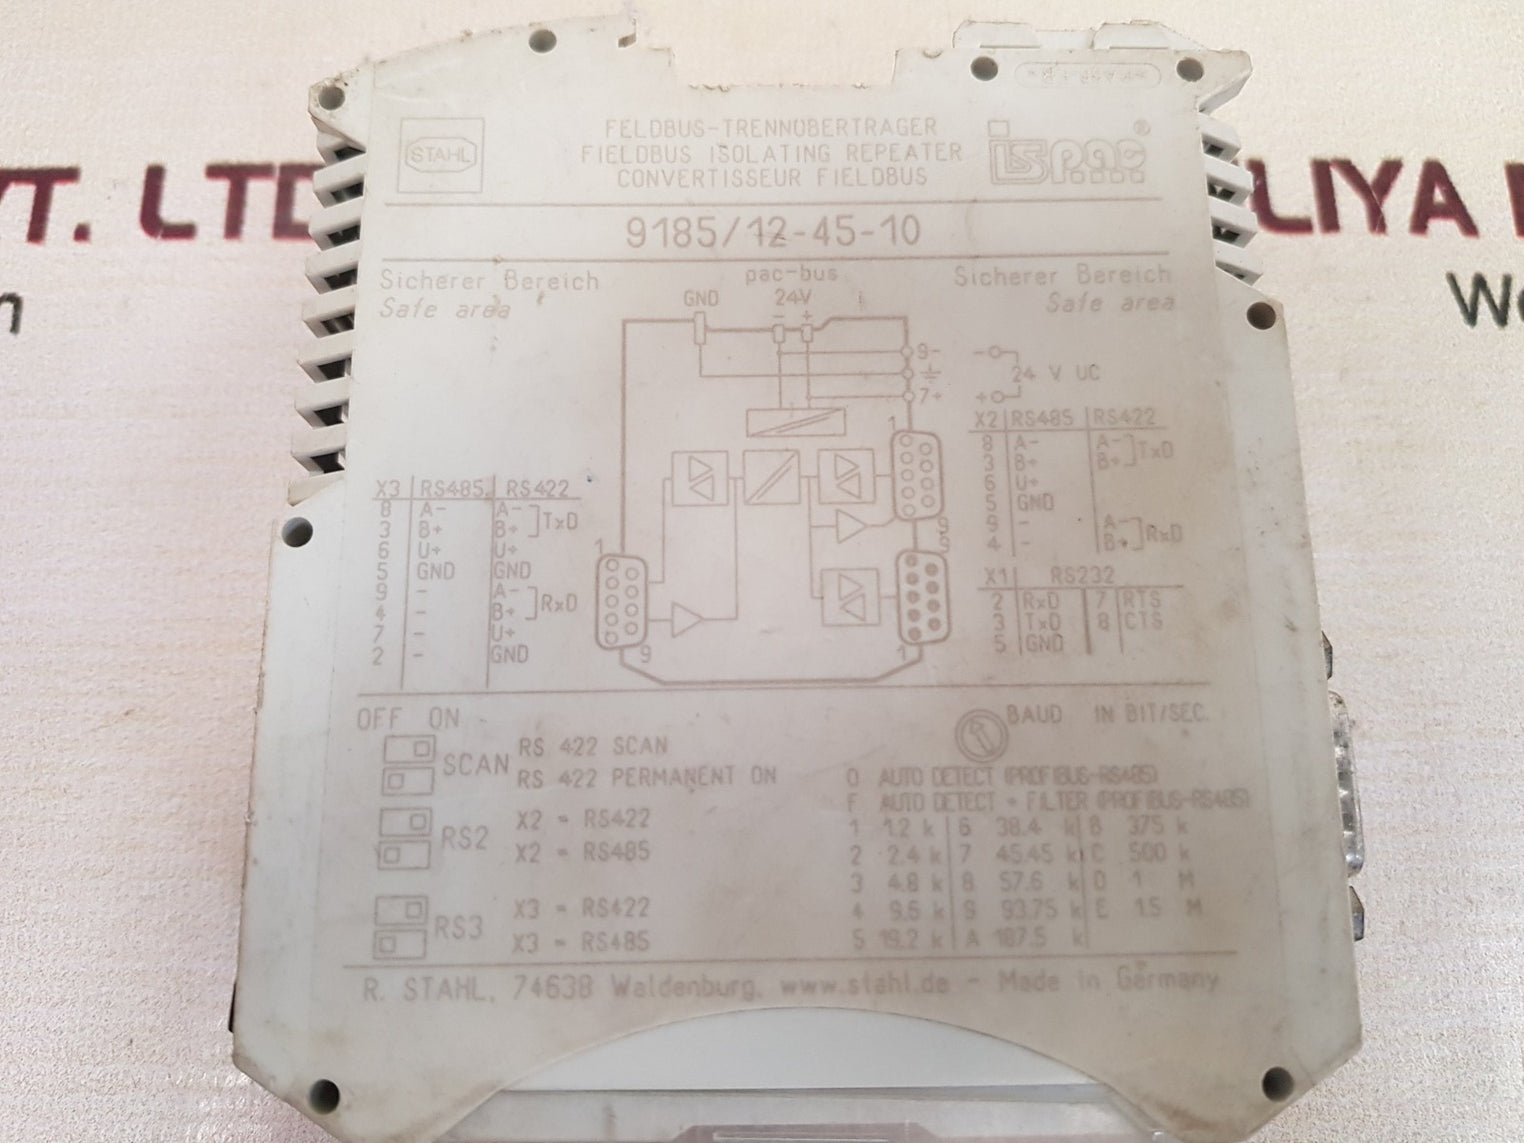 VT. LTD
LIYA
STAHL
FELDBUS-TRENNÜBERTRAGER
FIELDBUS ISOLATING REPEATER
CONVERTISSEUR FIELDBUS
ispac®
9185/12-45-10
Sicherer Bereich
Safe area
pac-bus
GND 24V
- +
Sicherer Bereich
Safe area
9-
7+
- 24 V UC
+
X2 RS485 RS422
8 A- A- TxD
3 B+ B+
6 U+
5 GND
9 - A- RxD
4 - B+
X1 RS232
2 RxD 7 RTS
3 TxD 8 CTS
5 GND
X3 RS485 RS422
8 A- A- TxD
3 B+ B+
6 U+ U+
5 GND GND
9 - A- RxD
4 - B+
7 - U+
2 - GND
1
9
1
9
9
1
OFF ON
SCAN RS 422 SCAN
RS 422 PERMANENT ON
RS2 X2 = RS422
X2 = RS485
RS3 X3 = RS422
X3 = RS485
BAUD IN BIT/SEC.
0 AUTO DETECT (PROFIBUS-RS485)
F AUTO DETECT + FILTER (PROFIBUS-RS485)
1 1.2 k 6 38.4 k B 375 k
2 2.4 k 7 45.45 k C 500 k
3 4.8 k 8 57.6 k D 1 M
4 9.6 k 9 93.75 k E 1.5 M
5 19.2 k A 187.5 k
R. STAHL, 74638 Waldenburg, www.stahl.de - Made in Germany